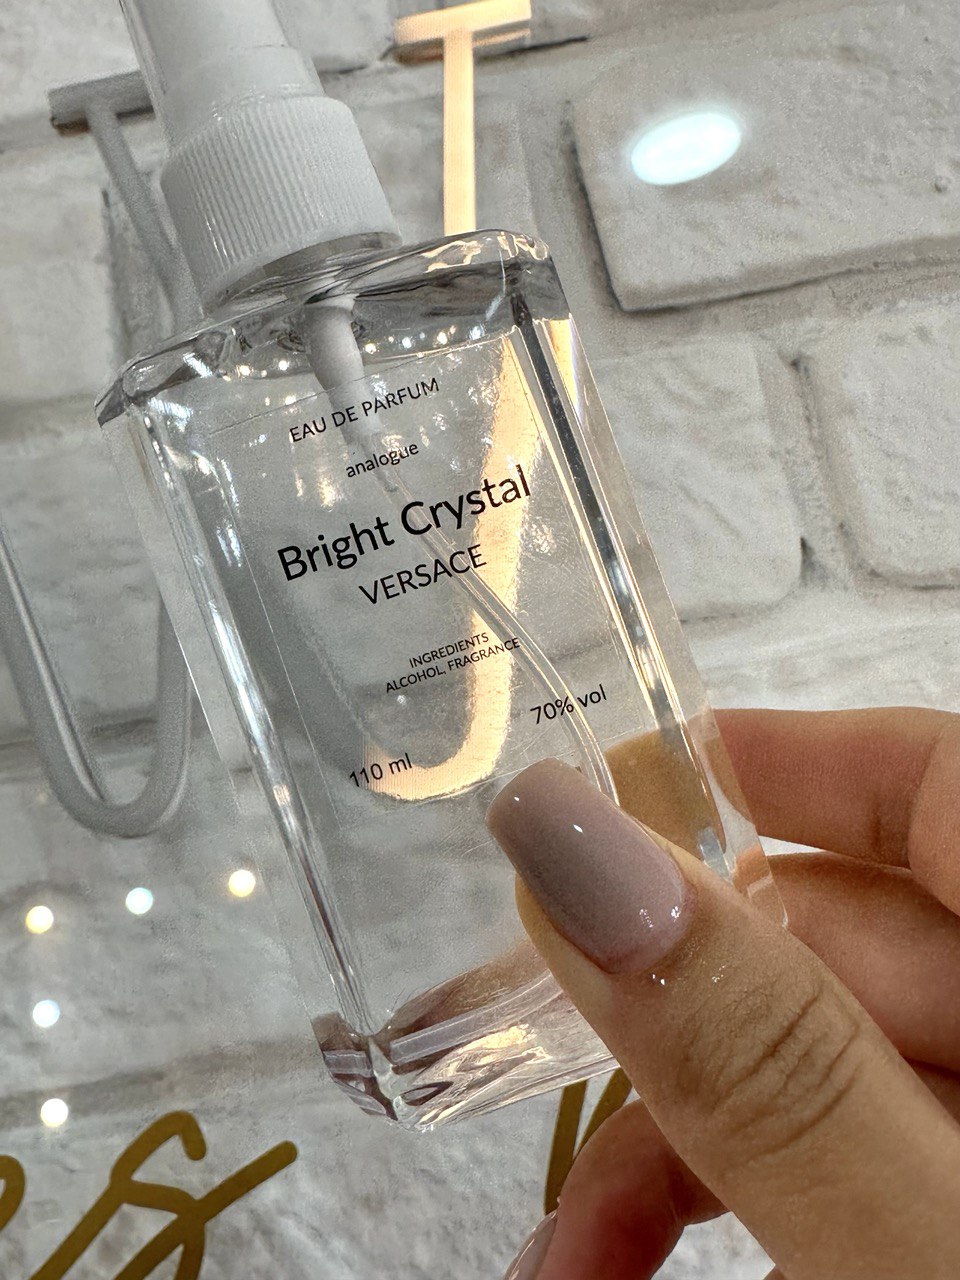 EAU DE PARFUM
analogue
Bright Crystal
VERSACE
INGREDIENTS
ALCOHOL, FRAGRANCE
70% vol
110 ml